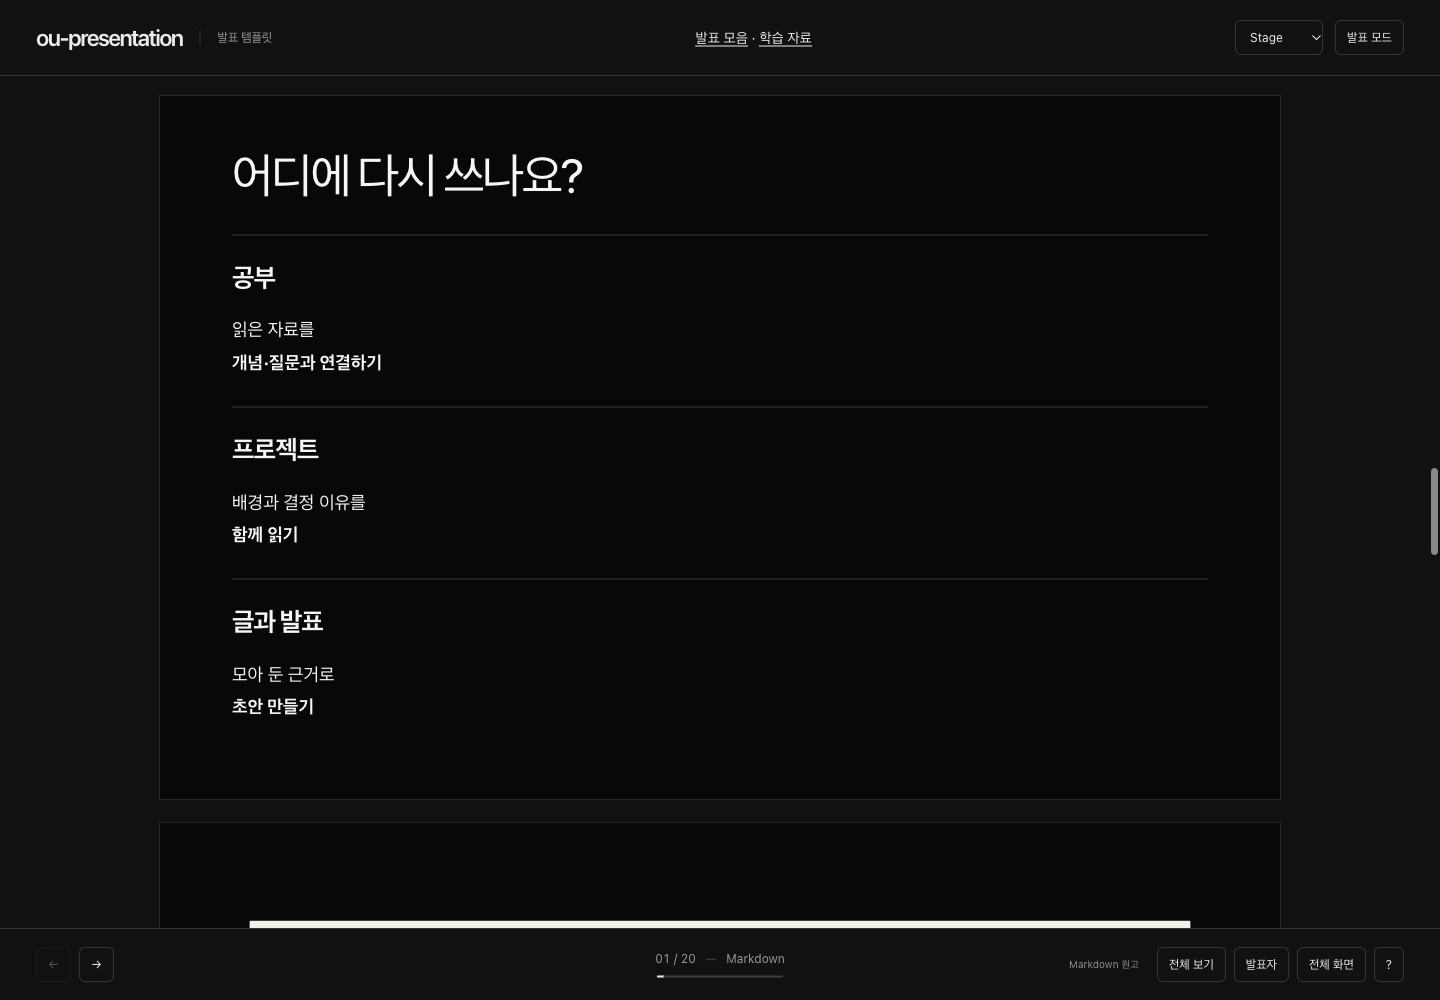 ou-presentation
발표 템플릿
발표 모음 · 학습 자료
Stage
발표 모드
어디에 다시 쓰나요?
공부
읽은 자료를
개념·질문과 연결하기
프로젝트
배경과 결정 이유를
함께 읽기
글과 발표
모아 둔 근거로
초안 만들기
←
→
01 / 20 — Markdown
Markdown 원고
전체 보기
발표자
전체 화면
?